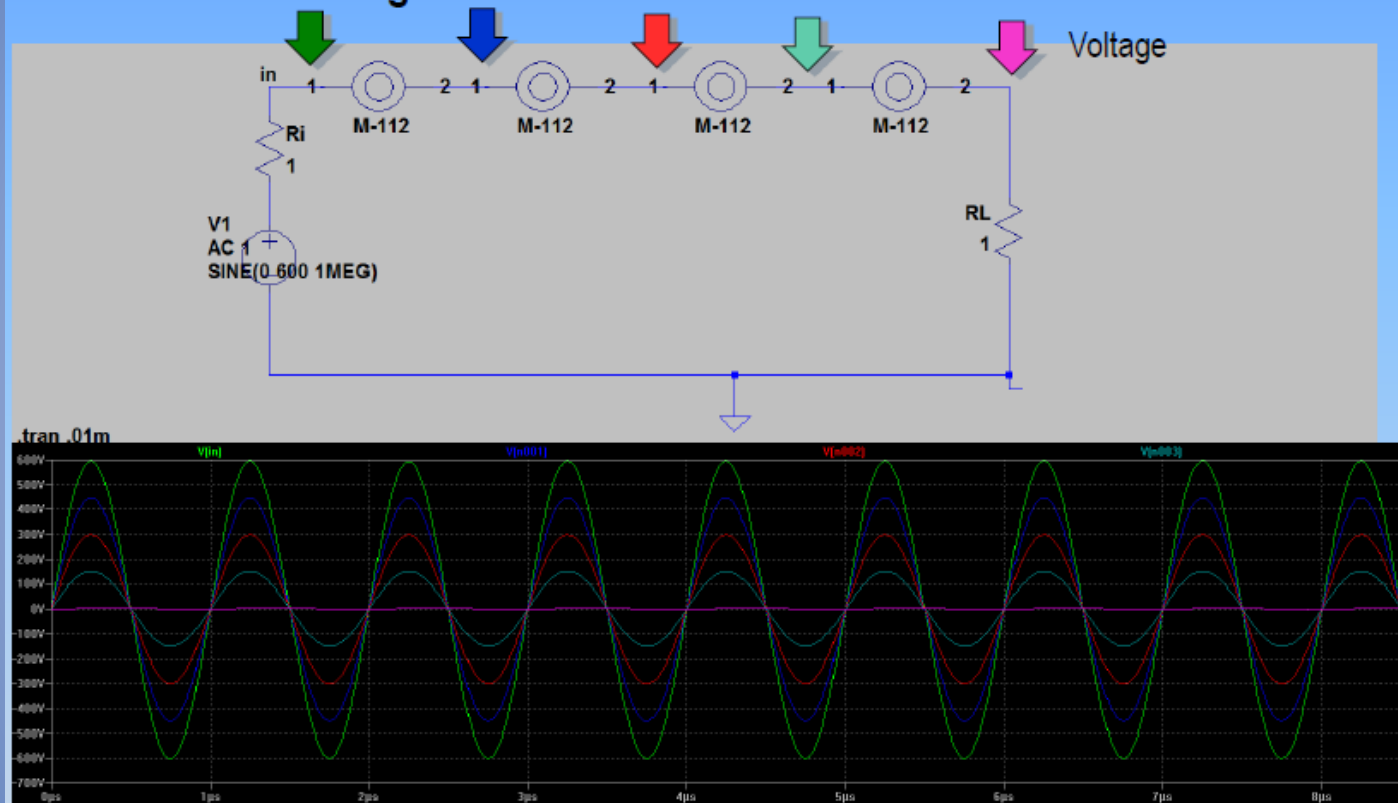 Voltage
in
1 2 1 2 1 2 1 2
M-112 M-112 M-112 M-112
Ri
1
V1
AC 1
SINE(0 600 1MEG)
RL
1
.tran .01m
V(in) V(n001) V(n002) V(n003)
600V
500V
400V
300V
200V
100V
0V
-100V
-200V
-300V
-400V
-500V
-600V
-700V
0µs 1µs 2µs 3µs 4µs 5µs 6µs 7µs 8µs